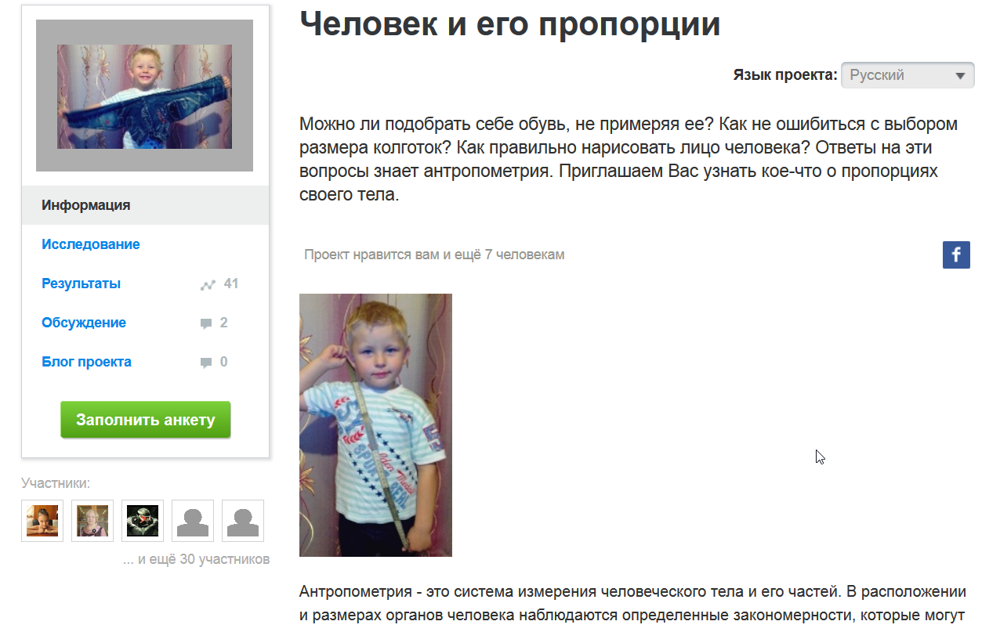 Человек и его пропорции
Язык проекта: Русский
Можно ли подобрать себе обувь, не примеряя ее? Как не ошибиться с выбором
размера колготок? Как правильно нарисовать лицо человека? Ответы на эти
вопросы знает антропометрия. Приглашаем Вас узнать кое-что о пропорциях
своего тела.
Информация
Исследование
Результаты 41
Обсуждение 2
Блог проекта 0
Заполнить анкету
Участники:
... и ещё 30 участников
Проект нравится вам и ещё 7 человекам
f
Антропометрия - это система измерения человеческого тела и его частей. В расположении
и размерах органов человека наблюдаются определенные закономерности, которые могут